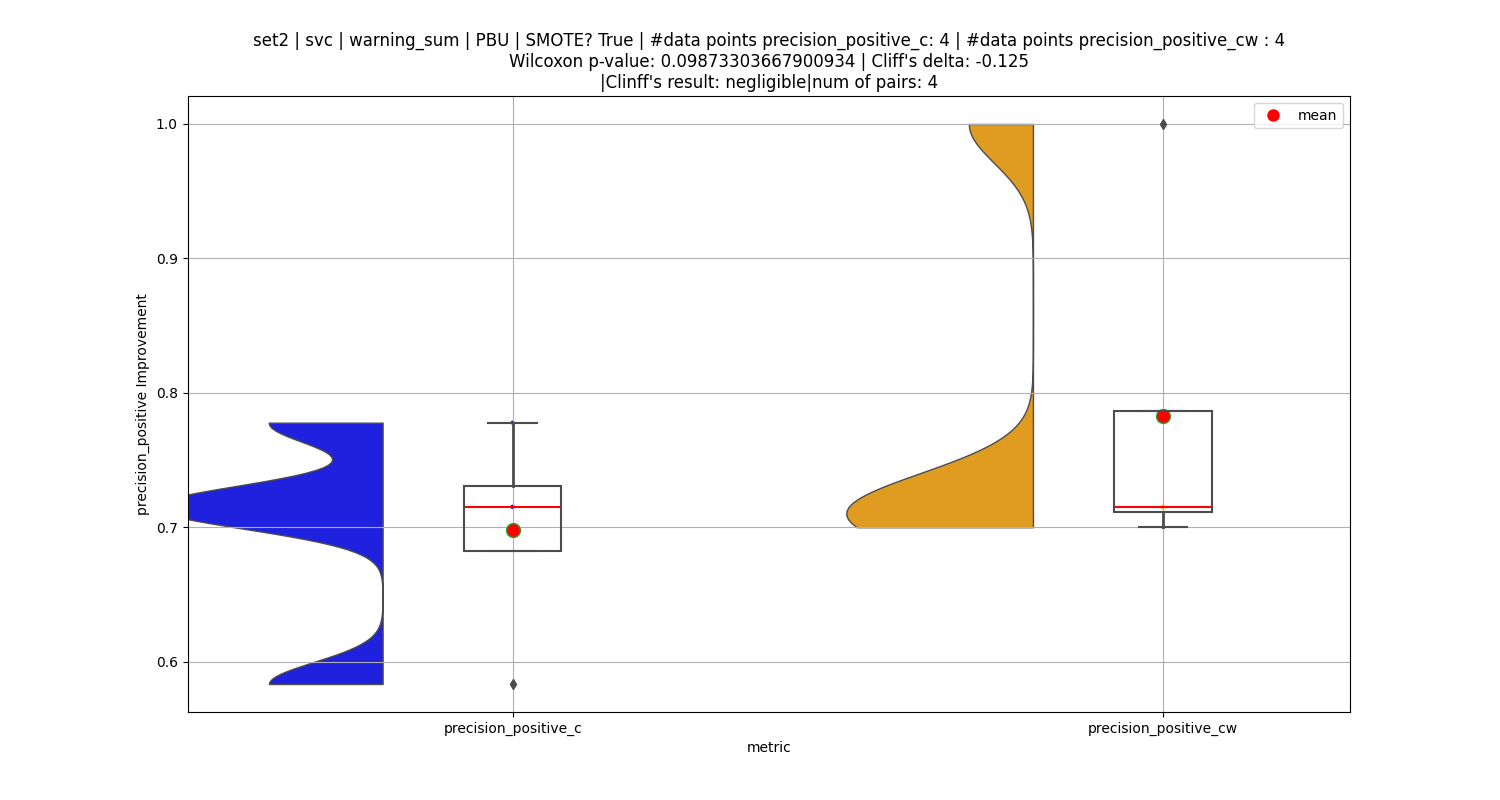 set2 | svc | warning_sum | PBU | SMOTE? True | #data points precision_positive_c: 4 | #data points precision_positive_cw : 4
Wilcoxon p-value: 0.09873303667900934 | Cliff's delta: -0.125
|Clinff's result: negligible|num of pairs: 4
mean
1.0
0.9
0.8
0.7
0.6
precision_positive Improvement
precision_positive_c
precision_positive_cw
metric